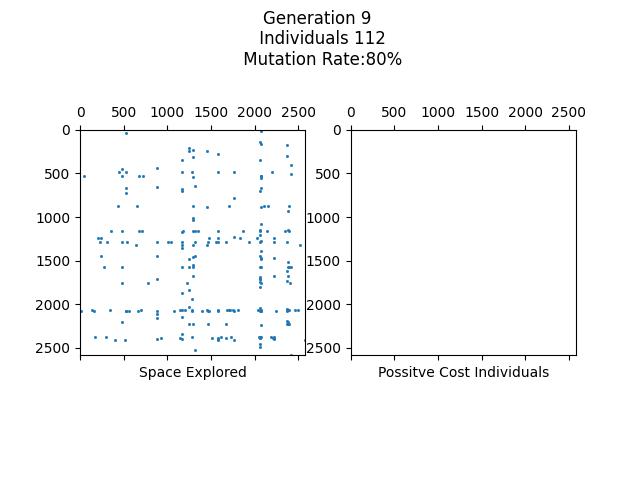 Generation 9
Individuals 112
Mutation Rate:80%
0 500 1000 1500 2000 2500
0 500 1000 1500 2000 2500
0
500
1000
1500
2000
2500
0
500
1000
1500
2000
2500
Space Explored
Possitve Cost Individuals